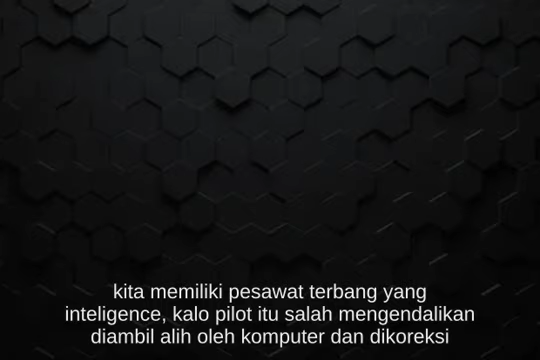 kita memiliki pesawat terbang yang
inteligence, kalo pilot itu salah mengendalikan
diambil alih oleh komputer dan dikoreksi